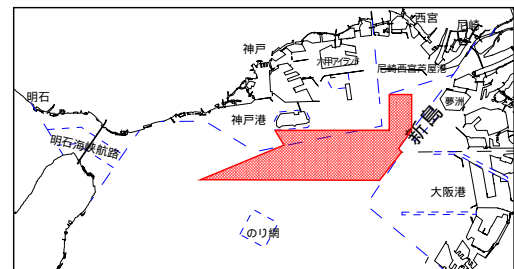 西宮
尼崎
神戸
六甲アイランド
尼崎西宮芦屋港
明石
夢洲
神戸港
新島
明石海峡航路
大阪港
のり網